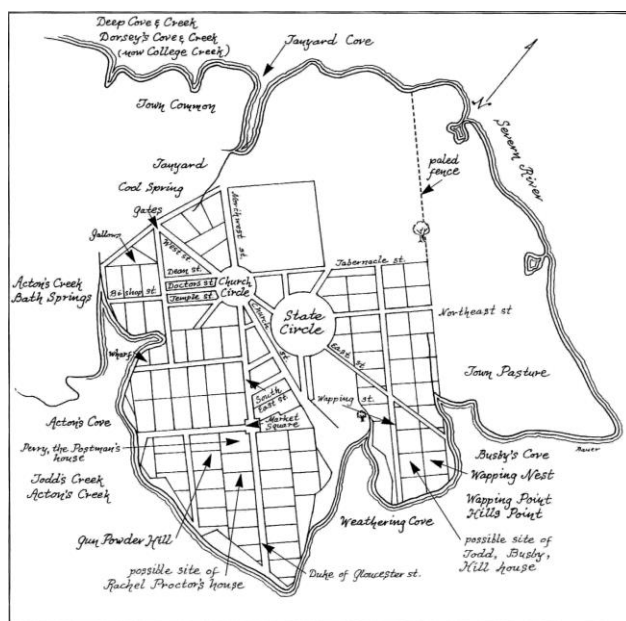 Deep Cove & Creek
Dorsey's Cove & Creek
(now College Creek)
Tanyard Cove
Town Common
N.
Severn River
Tanyard
paled
fence
Cool Spring
Gates
Northwest st.
Gallows
West st.
Tabernacle st.
Dean st.
Church
Circle
Acton's Creek
Bath Springs
Bishop st.
Doctors st
Temple st.
State
Circle
Northeast st.
Church st.
Wharf
East st.
Town Pasture
South
East st.
Wapping
st.
Acton's Cove
Market
Square
Perry, the Postman's
house
Busby's Cove
Wapping Nest
Todd's Creek
Acton's Creek
Wapping Point
Hills Point
Weathering Cove
Gun Powder Hill
possible site of
Rachel Proctor's house
Duke of Gloucester st.
possible site of
Todd, Busby,
Hill house